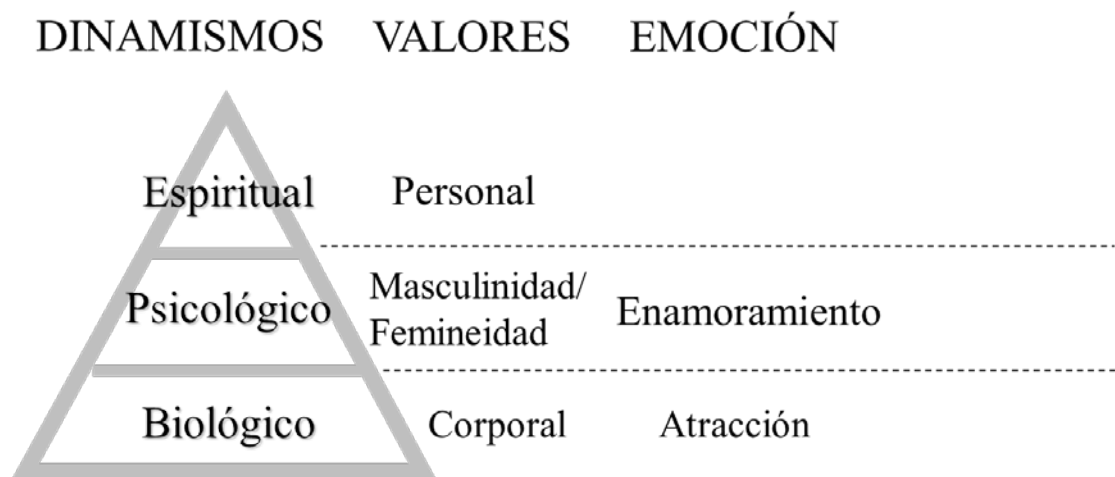 DINAMISMOS VALORES EMOCIÓN
Espiritual Personal
Psicológico Masculinidad/
Femineidad Enamoramiento
Biológico Corporal Atracción